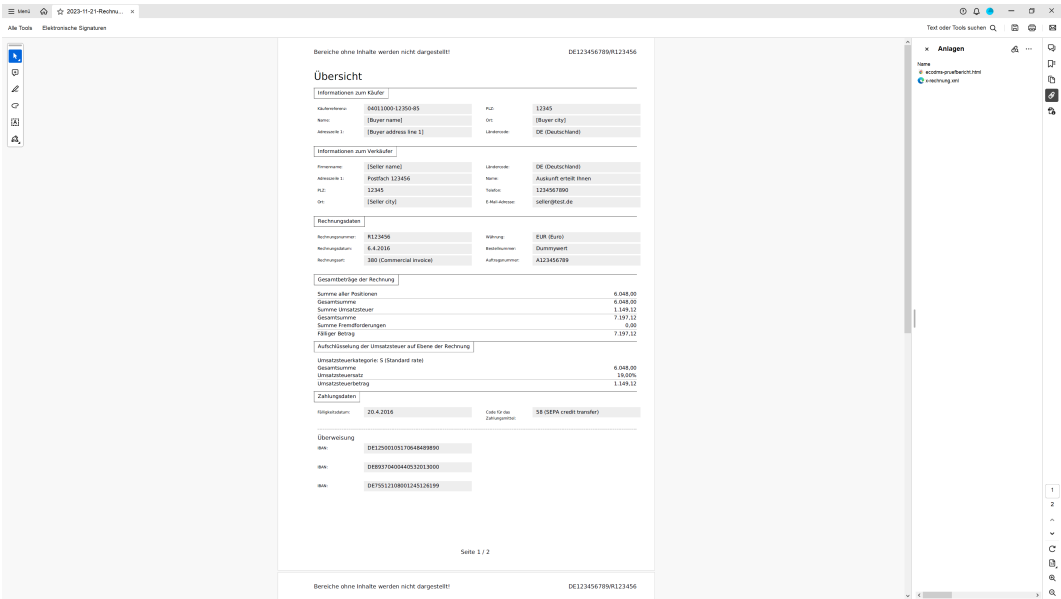 Menü 2023-11-21-Rechnu... ×
Alle Tools Elektronische Signaturen Text oder Tools suchen
Anlagen
Name
ecodms-pruefbericht.html
x-rechnung.xml
Bereiche ohne Inhalte werden nicht dargestellt! DE123456789/R123456
Übersicht
Informationen zum Käufer
Käuferreferenz: 04011000-12350-85 PLZ: 12345
Name: [Buyer name] Ort: [Buyer city]
Adresszeile 1: [Buyer address line 1] Ländercode: DE (Deutschland)
Informationen zum Verkäufer
Firmenname: [Seller name] Ländercode: DE (Deutschland)
Adresszeile 1: Postfach 123456 Name: Auskunft erteilt Ihnen
PLZ: 12345 Telefon: 1234567890
Ort: [Seller city] E-Mail-Adresse: seller@test.de
Rechnungsdaten
Rechnungsnummer: R123456 Währung: EUR (Euro)
Rechnungsdatum: 6.4.2016 Bestellnummer: Dummywert
Rechnungsart: 380 (Commercial invoice) Auftragsnummer: A123456789
Gesamtbeträge der Rechnung
Summe aller Positionen 6.048,00
Gesamtsumme 6.048,00
Summe Umsatzsteuer 1.149,12
Gesamtsumme 7.197,12
Summe Fremdforderungen 0,00
Fälliger Betrag 7.197,12
Aufschlüsselung der Umsatzsteuer auf Ebene der Rechnung
Umsatzsteuerkategorie: S (Standard rate)
Gesamtsumme 6.048,00
Umsatzsteuersatz 19,00%
Umsatzsteuerbetrag 1.149,12
Zahlungsdaten
Fälligkeitsdatum: 20.4.2016 Code für das Zahlungsmittel: 58 (SEPA credit transfer)
Überweisung
IBAN: DE12500105170648489890
IBAN: DE89370400440532013000
IBAN: DE75512108001245126199
Seite 1 / 2
Bereiche ohne Inhalte werden nicht dargestellt! DE123456789/R123456
1
2